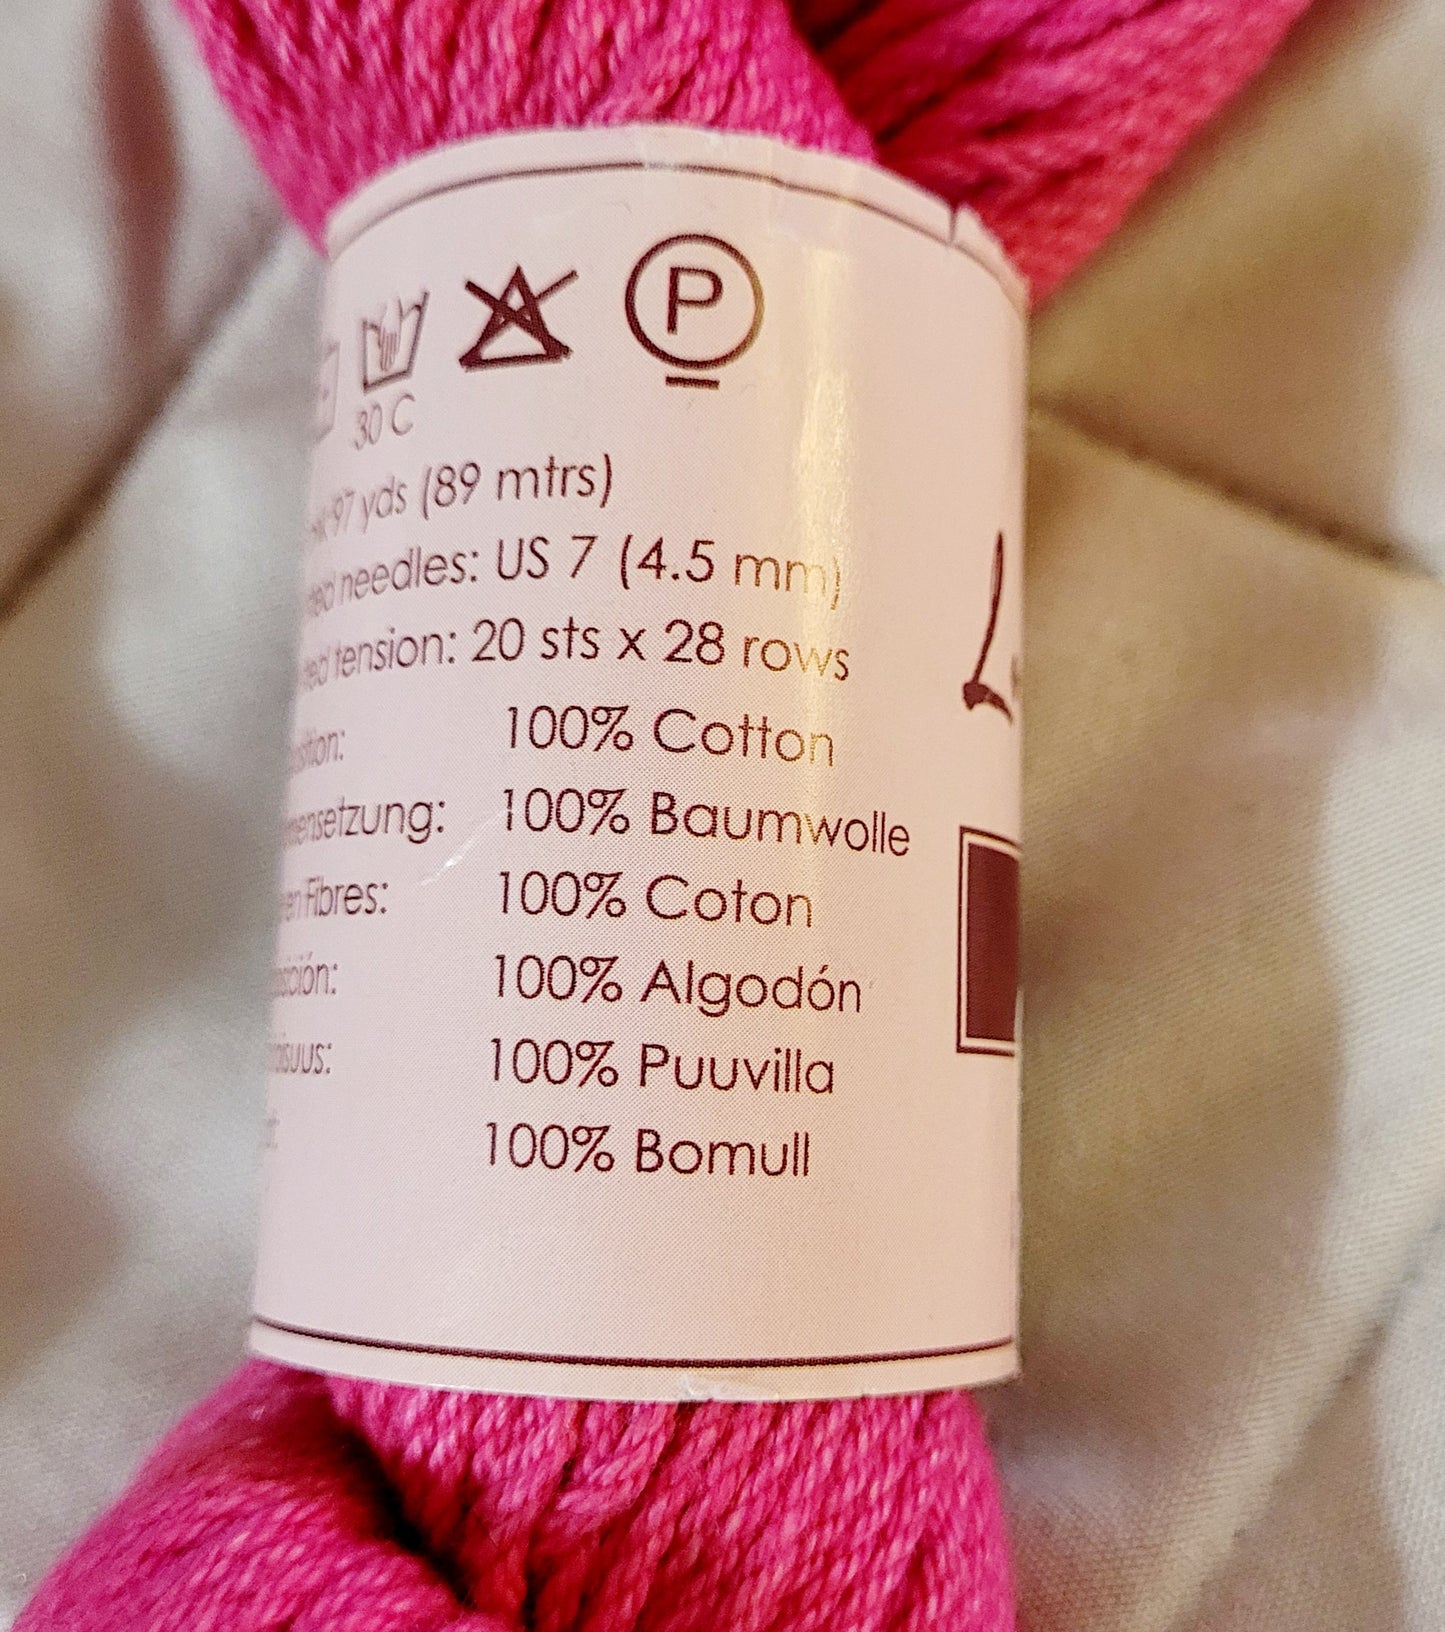 P
30 C
97 yds (89 mtrs)
needles: US 7 (4.5 mm)
tension: 20 sts x 28 rows
100% Cotton
100% Baumwolle
Fibres: 100% Coton
100% Algodón
100% Puuvilla
100% Bomull